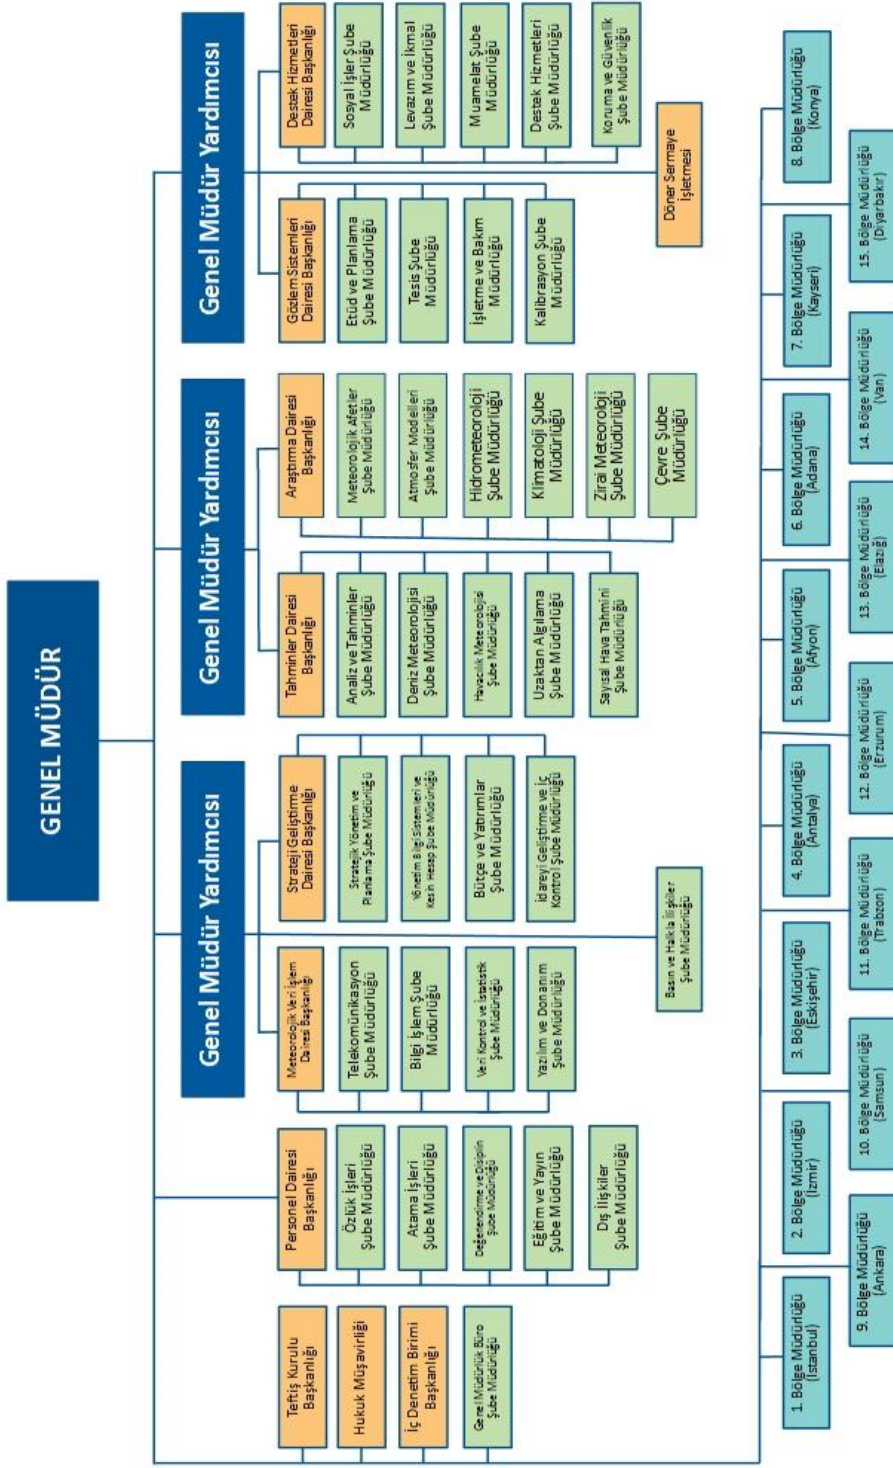 GENEL MÜDÜR
Genel Müdür Yardımcısı
Genel Müdür Yardımcısı
Genel Müdür Yardımcısı
Teftiş Kurulu
Başkanlığı
Hukuk Müşavirliği
İç Denetim Birimi
Başkanlığı
Genel Müdürlük Büro
Şube Müdürlüğü
Personel Dairesi
Başkanlığı
Özlük İşleri
Şube Müdürlüğü
Atama İşleri
Şube Müdürlüğü
Değerlendirme ve Disiplin
Şube Müdürlüğü
Eğitim ve Yayın
Şube Müdürlüğü
Dış İlişkiler
Şube Müdürlüğü
Meteorolojik Veri İşlem
Dairesi Başkanlığı
Telekomünikasyon
Şube Müdürlüğü
Bilgi İşlem Şube
Müdürlüğü
Veri Kontrol ve İstatistik
Şube Müdürlüğü
Yazılım ve Donanım
Şube Müdürlüğü
Strateji Geliştirme
Dairesi Başkanlığı
Stratejik Yönetim ve
Planlama Şube Müdürlüğü
Yönetim Bilgi Sistemleri ve
Kesin Hesap Şube Müdürlüğü
Bütçe ve Yatırımlar
Şube Müdürlüğü
İdareyi Geliştirme ve İç
Kontrol Şube Müdürlüğü
Basın ve Halkla İlişkiler
Şube Müdürlüğü
Tahminler Dairesi
Başkanlığı
Analiz ve Tahminler
Şube Müdürlüğü
Deniz Meteorolojisi
Şube Müdürlüğü
Havacılık Meteorolojisi
Şube Müdürlüğü
Uzaktan Algılama
Şube Müdürlüğü
Sayısal Hava Tahmini
Şube Müdürlüğü
Araştırma Dairesi
Başkanlığı
Meteorolojik Afetler
Şube Müdürlüğü
Atmosfer Modelleri
Şube Müdürlüğü
Hidrometeoroloji
Şube Müdürlüğü
Klimatoloji Şube
Müdürlüğü
Zirai Meteoroloji
Şube Müdürlüğü
Çevre Şube
Müdürlüğü
Gözlem Sistemleri
Dairesi Başkanlığı
Etüd ve Planlama
Şube Müdürlüğü
Tesis Şube
Müdürlüğü
İşletme ve Bakım
Şube Müdürlüğü
Kalibrasyon Şube
Müdürlüğü
Destek Hizmetleri
Dairesi Başkanlığı
Sosyal İşler Şube
Müdürlüğü
Levazım ve İkmal
Şube Müdürlüğü
Muamelat Şube
Müdürlüğü
Destek Hizmetleri
Şube Müdürlüğü
Koruma ve Güvenlik
Şube Müdürlüğü
Döner Sermaye
İşletmesi
1. Bölge Müdürlüğü
(İstanbul)
2. Bölge Müdürlüğü
(İzmir)
3. Bölge Müdürlüğü
(Eskişehir)
4. Bölge Müdürlüğü
(Antalya)
5. Bölge Müdürlüğü
(Afyon)
6. Bölge Müdürlüğü
(Adana)
7. Bölge Müdürlüğü
(Kayseri)
8. Bölge Müdürlüğü
(Konya)
9. Bölge Müdürlüğü
(Ankara)
10. Bölge Müdürlüğü
(Samsun)
11. Bölge Müdürlüğü
(Trabzon)
12. Bölge Müdürlüğü
(Erzurum)
13. Bölge Müdürlüğü
(Elazığ)
14. Bölge Müdürlüğü
(Van)
15. Bölge Müdürlüğü
(Diyarbakır)